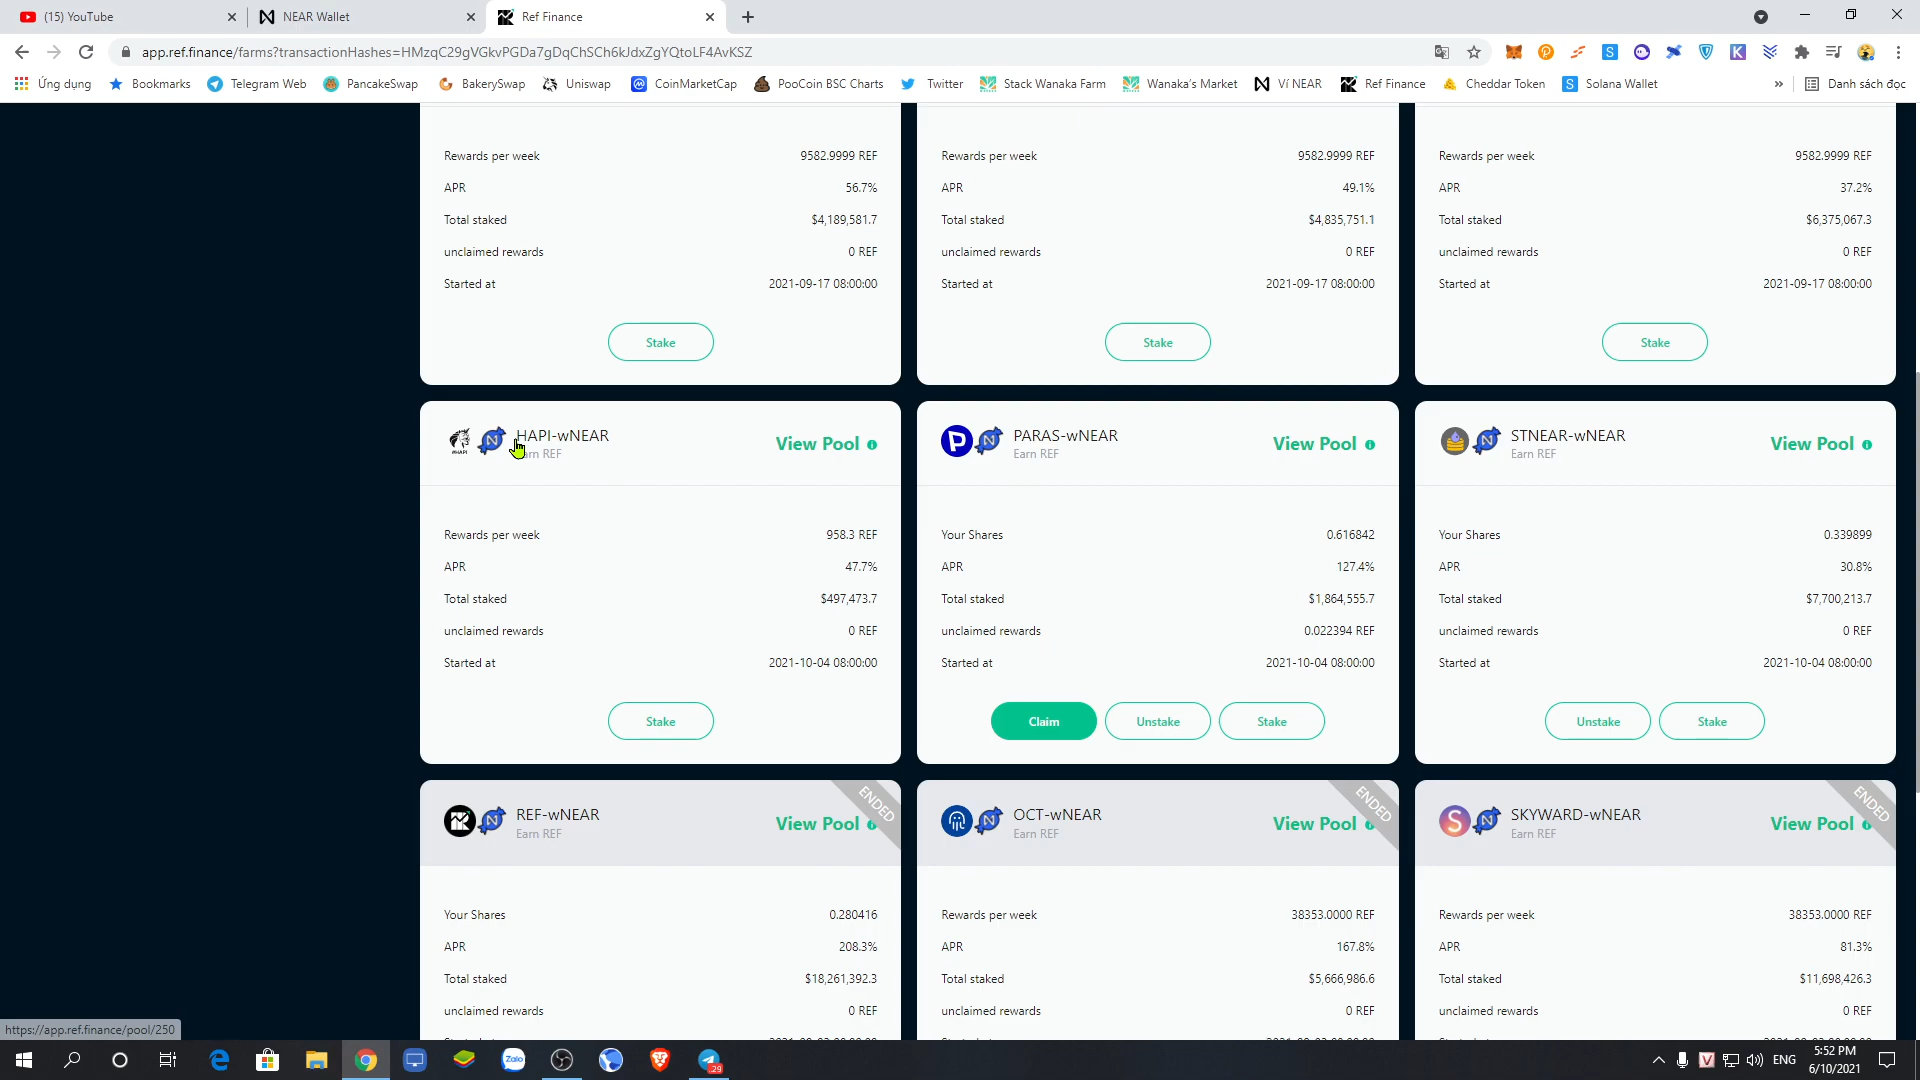 (15) YouTube
NEAR Wallet
Ref Finance
app.ref.finance/farms?transactionHashes=HMzqC29gVGkvPGDa7gDqChSCh6kJdxZgYQtoLF4AvKSZ
Ứng dụng
Bookmarks
Telegram Web
PancakeSwap
BakerySwap
Uniswap
CoinMarketCap
PooCoin BSC Charts
Twitter
Stack Wanaka Farm
Wanaka's Market
Ví NEAR
Ref Finance
Cheddar Token
Solana Wallet
»
Danh sách đọc
Rewards per week 9582.9999 REF
APR 56.7%
Total staked $4,189,581.7
unclaimed rewards 0 REF
Started at 2021-09-17 08:00:00
Stake
Rewards per week 9582.9999 REF
APR 49.1%
Total staked $4,835,751.1
unclaimed rewards 0 REF
Started at 2021-09-17 08:00:00
Stake
Rewards per week 9582.9999 REF
APR 37.2%
Total staked $6,375,067.3
unclaimed rewards 0 REF
Started at 2021-09-17 08:00:00
Stake
HAPI-wNEAR
View Pool
Rewards per week 958.3 REF
APR 47.7%
Total staked $497,473.7
unclaimed rewards 0 REF
Started at 2021-10-04 08:00:00
Stake
PARAS-wNEAR
Earn REF
View Pool
Your Shares 0.616842
APR 127.4%
Total staked $1,864,555.7
unclaimed rewards 0.022394 REF
Started at 2021-10-04 08:00:00
Claim Unstake Stake
STNEAR-wNEAR
Earn REF
View Pool
Your Shares 0.339899
APR 30.8%
Total staked $7,700,213.7
unclaimed rewards 0 REF
Started at 2021-10-04 08:00:00
Unstake Stake
REF-wNEAR
Earn REF
View Pool
ENDED
Your Shares 0.280416
APR 208.3%
Total staked $18,261,392.3
unclaimed rewards 0 REF
OCT-wNEAR
Earn REF
View Pool
ENDED
Rewards per week 38353.0000 REF
APR 167.8%
Total staked $5,666,986.6
unclaimed rewards 0 REF
SKYWARD-wNEAR
Earn REF
View Pool
ENDED
Rewards per week 38353.0000 REF
APR 81.3%
Total staked $11,698,426.3
unclaimed rewards 0 REF
https://app.ref.finance/pool/250
Zalo
29
ENG
5:52 PM
6/10/2021